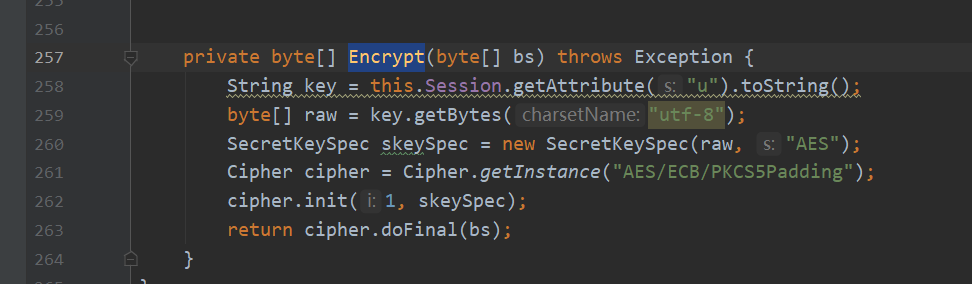 256
257 private byte[] Encrypt(byte[] bs) throws Exception {
258 String key = this.Session.getAttribute( s: "u").toString();
259 byte[] raw = key.getBytes( charsetName: "utf-8");
260 SecretKeySpec skeySpec = new SecretKeySpec(raw, s: "AES");
261 Cipher cipher = Cipher.getInstance("AES/ECB/PKCS5Padding");
262 cipher.init( i: 1, skeySpec);
263 return cipher.doFinal(bs);
264 }